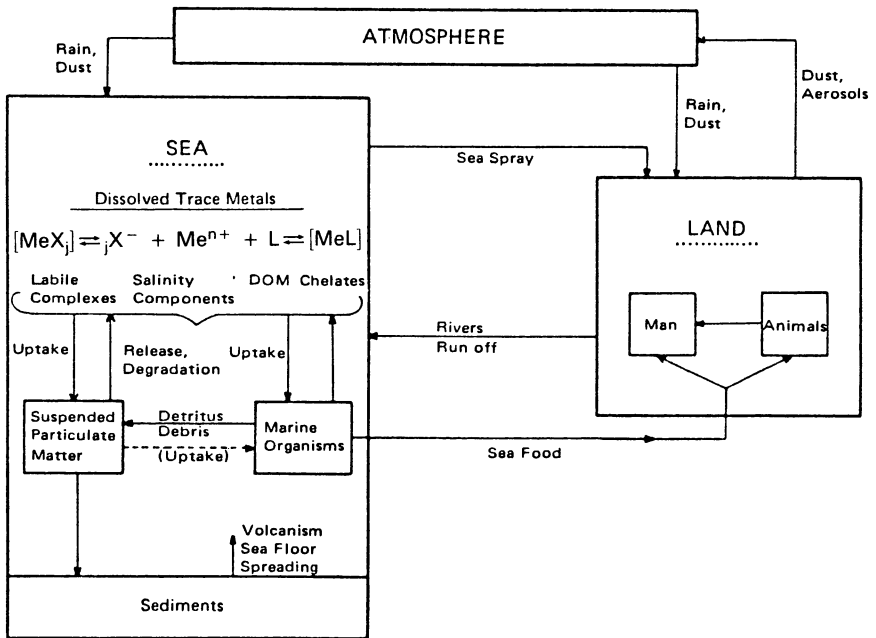 ATMOSPHERE
Rain,
Dust
Dust,
Aerosols
Rain,
Dust
SEA
Sea Spray
Dissolved Trace Metals
LAND
[MeXⱼ] ⇌ ⱼX⁻ + Meⁿ⁺ + L ⇌ [MeL]
Labile
Complexes
Salinity
Components
DOM Chelates
Man
Animals
Rivers
Run off
Uptake
Release,
Degradation
Uptake
Suspended
Particulate
Matter
Detritus
Debris
(Uptake)
Marine
Organisms
Sea Food
Volcanism
Sea Floor
Spreading
Sediments